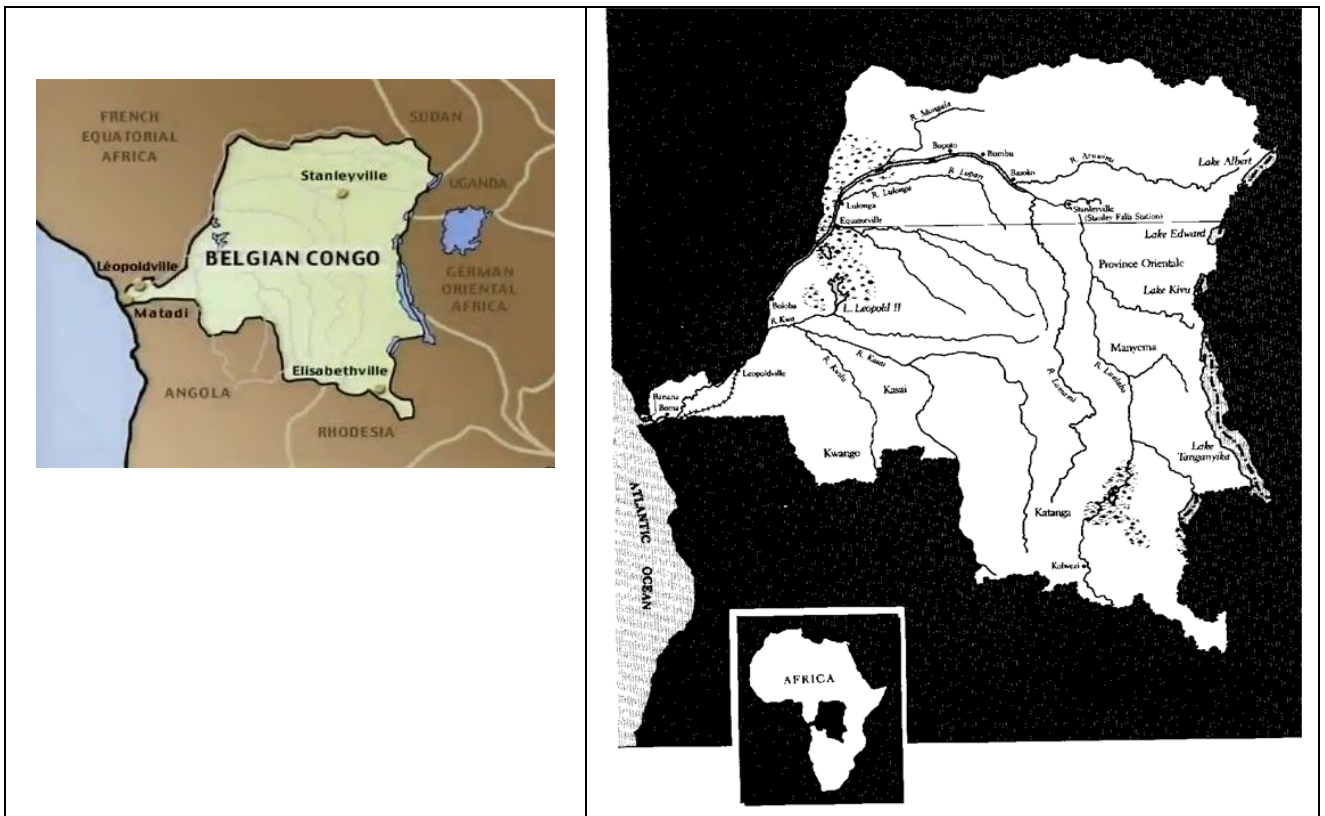 FRENCH
EQUATORIAL
AFRICA
SUDAN
Stanleyville
UGANDA
BELGIAN CONGO
Léopoldville
GERMAN
ORIENTAL
AFRICA
Matadi
Elisabethville
ANGOLA
RHODESIA
R. Mongala
Bopoto
Bumba
Basoko
R. Aruwimi
Lake Albert
R. Lopori
R. Lulonga
Lulonga
Equatorville
Stanleyville
(Stanley Falls Station)
Lake Edward
Province Orientale
Lake Kivu
Bolobo
L. Leopold II
R. Kwa
Manyema
R. Kasai
R. Kwilu
Kasai
R. Lomami
R. Lualaba
Leopoldville
Banana
Boma
Kwango
Lake
Tanganyika
Katanga
Kolwezi
ATLANTIC OCEAN
AFRICA